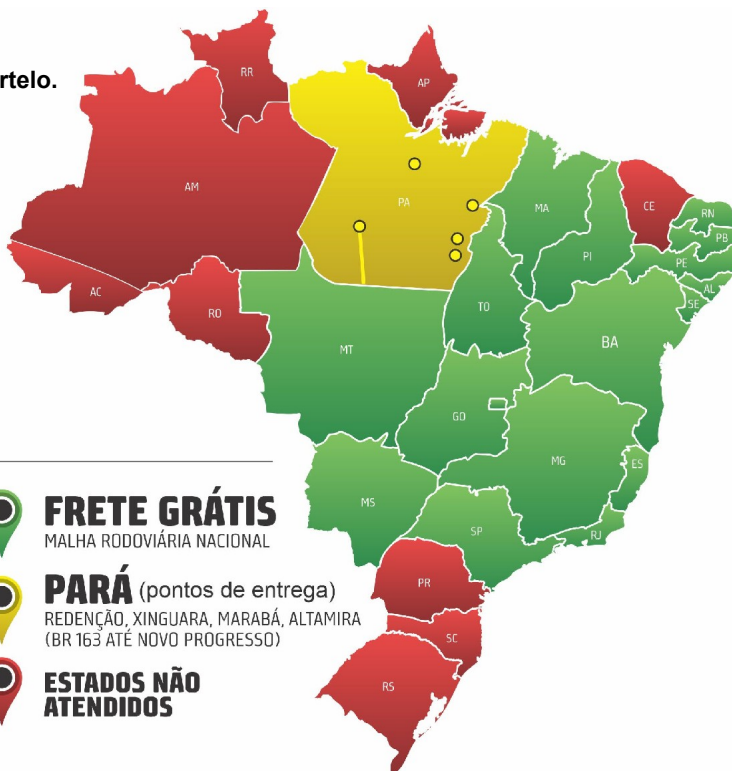 rtelo.
RR
AP
AM
PA
MA
CE
RN
PB
PI
PE
AL
SE
AC
RO
TO
BA
MT
GO
MG
ES
MS
SP
RJ
PR
SC
RS
FRETE GRÁTIS
MALHA RODOVIÁRIA NACIONAL
PARÁ (pontos de entrega)
REDENÇÃO, XINGUARA, MARABÁ, ALTAMIRA
(BR 163 ATÉ NOVO PROGRESSO)
ESTADOS NÃO
ATENDIDOS